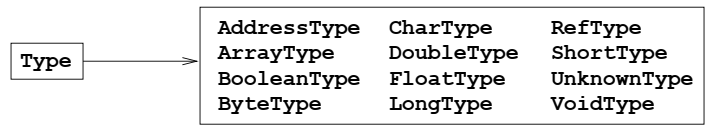 Type
AddressType CharType RefType
ArrayType DoubleType ShortType
BooleanType FloatType UnknownType
ByteType LongType VoidType